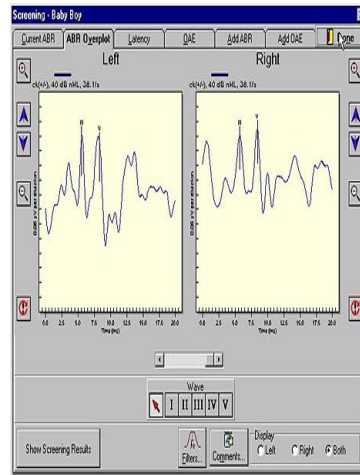 Screening - Baby Boy
Current ABR ABR Overplot Latency OAE Add ABR Add OAE Done
Left Right
ck(+/-), 40 dB nHL, 38.1/s ck(+/-), 40 dB nHL, 38.1/s
III V III V
0.0 2.5 5.0 7.5 10.0 12.5 15.0 17.5 20.0 0.0 2.5 5.0 7.5 10.0 12.5 15.0 17.5 20.0
Time (ms) Time (ms)
Wave
I II III IV V
Show Screening Results Filters... Comments... Display
Left Right Both